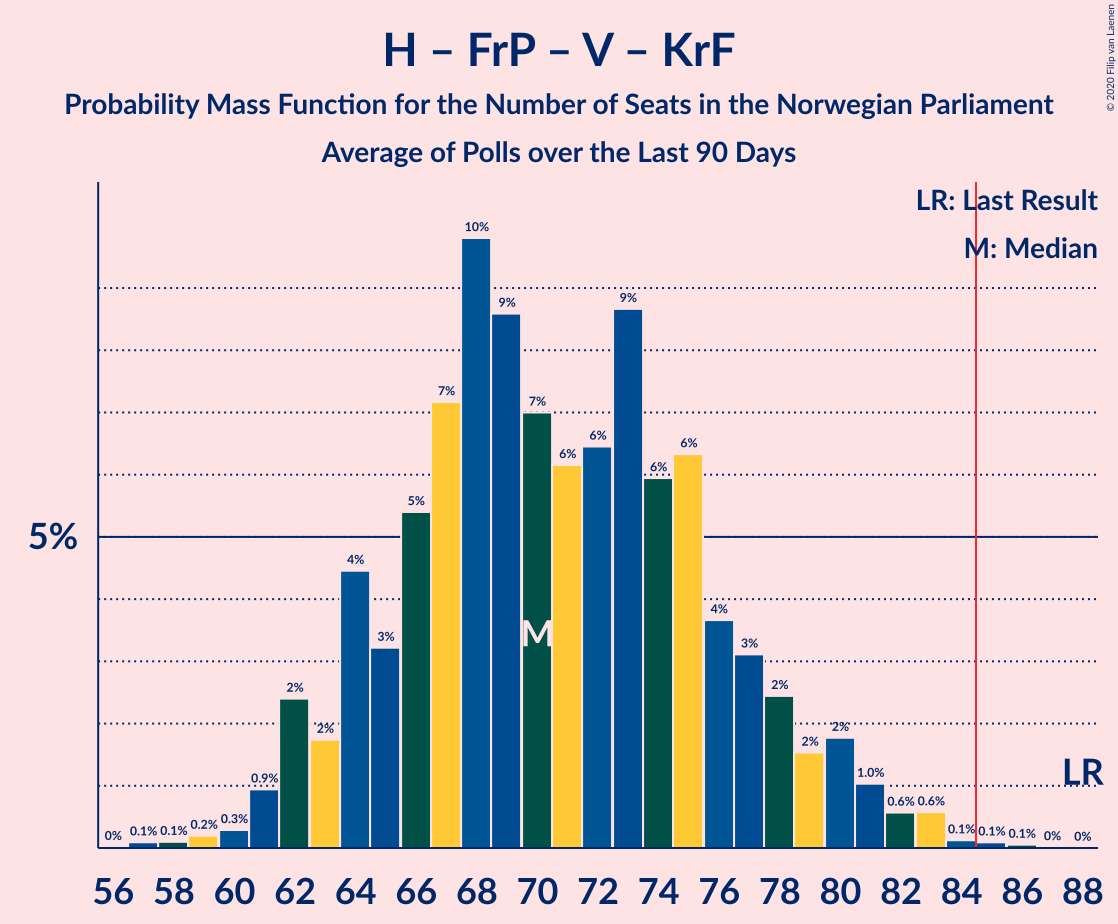 H – FrP – V – KrF
Probability Mass Function for the Number of Seats in the Norwegian Parliament
Average of Polls over the Last 90 Days
© 2020 Filip van Laenen
LR: Last Result
M: Median
5%
0% 0.1% 0.1% 0.2% 0.3% 0.9% 2% 2% 4% 3% 5% 7% 10% 9% 7% 6% 6% 9% 6% 6% 4% 3% 2% 2% 2% 1.0% 0.6% 0.6% 0.1% 0.1% 0.1% 0% 0%
M
LR
56 58 60 62 64 66 68 70 72 74 76 78 80 82 84 86 88